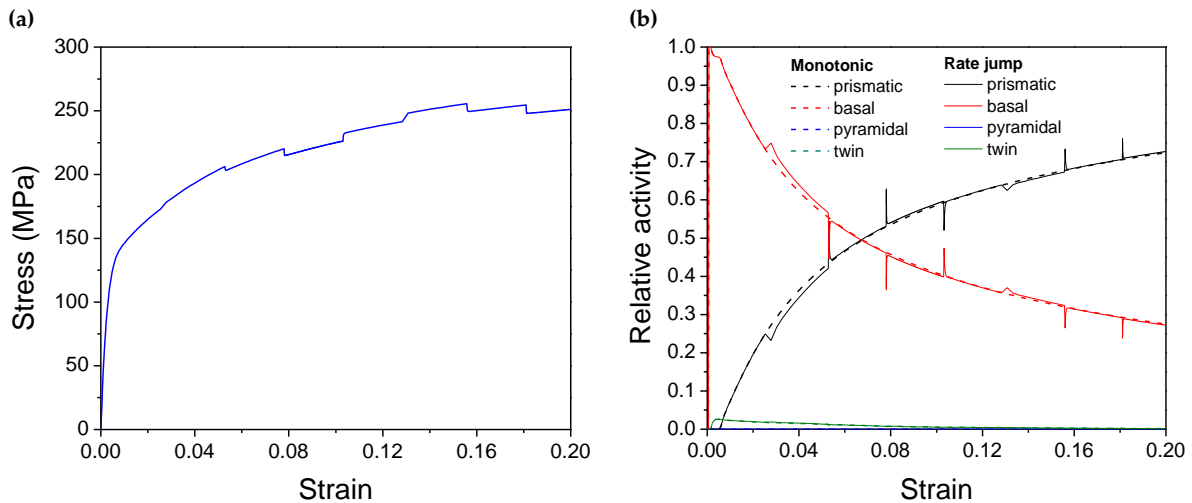 (a)
300
250
200
150
100
50
0
0.00 0.04 0.08 0.12 0.16 0.20
Stress (MPa)
Strain
(b)
1.0
0.9
0.8
0.7
0.6
0.5
0.4
0.3
0.2
0.1
0.0
0.00 0.04 0.08 0.12 0.16 0.20
Relative activity
Strain
Monotonic
prismatic
basal
pyramidal
twin
Rate jump
prismatic
basal
pyramidal
twin